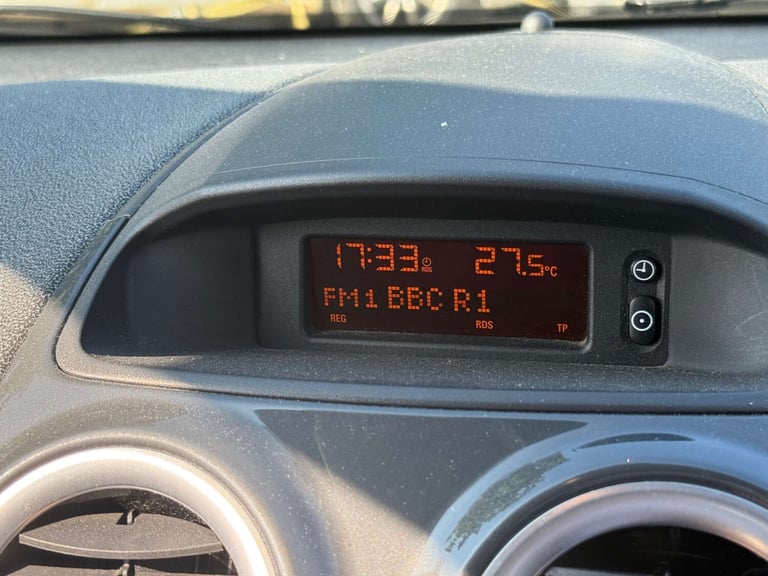 17:33 RDS 27.5°C
FM1 BBC R1
REG RDS TP